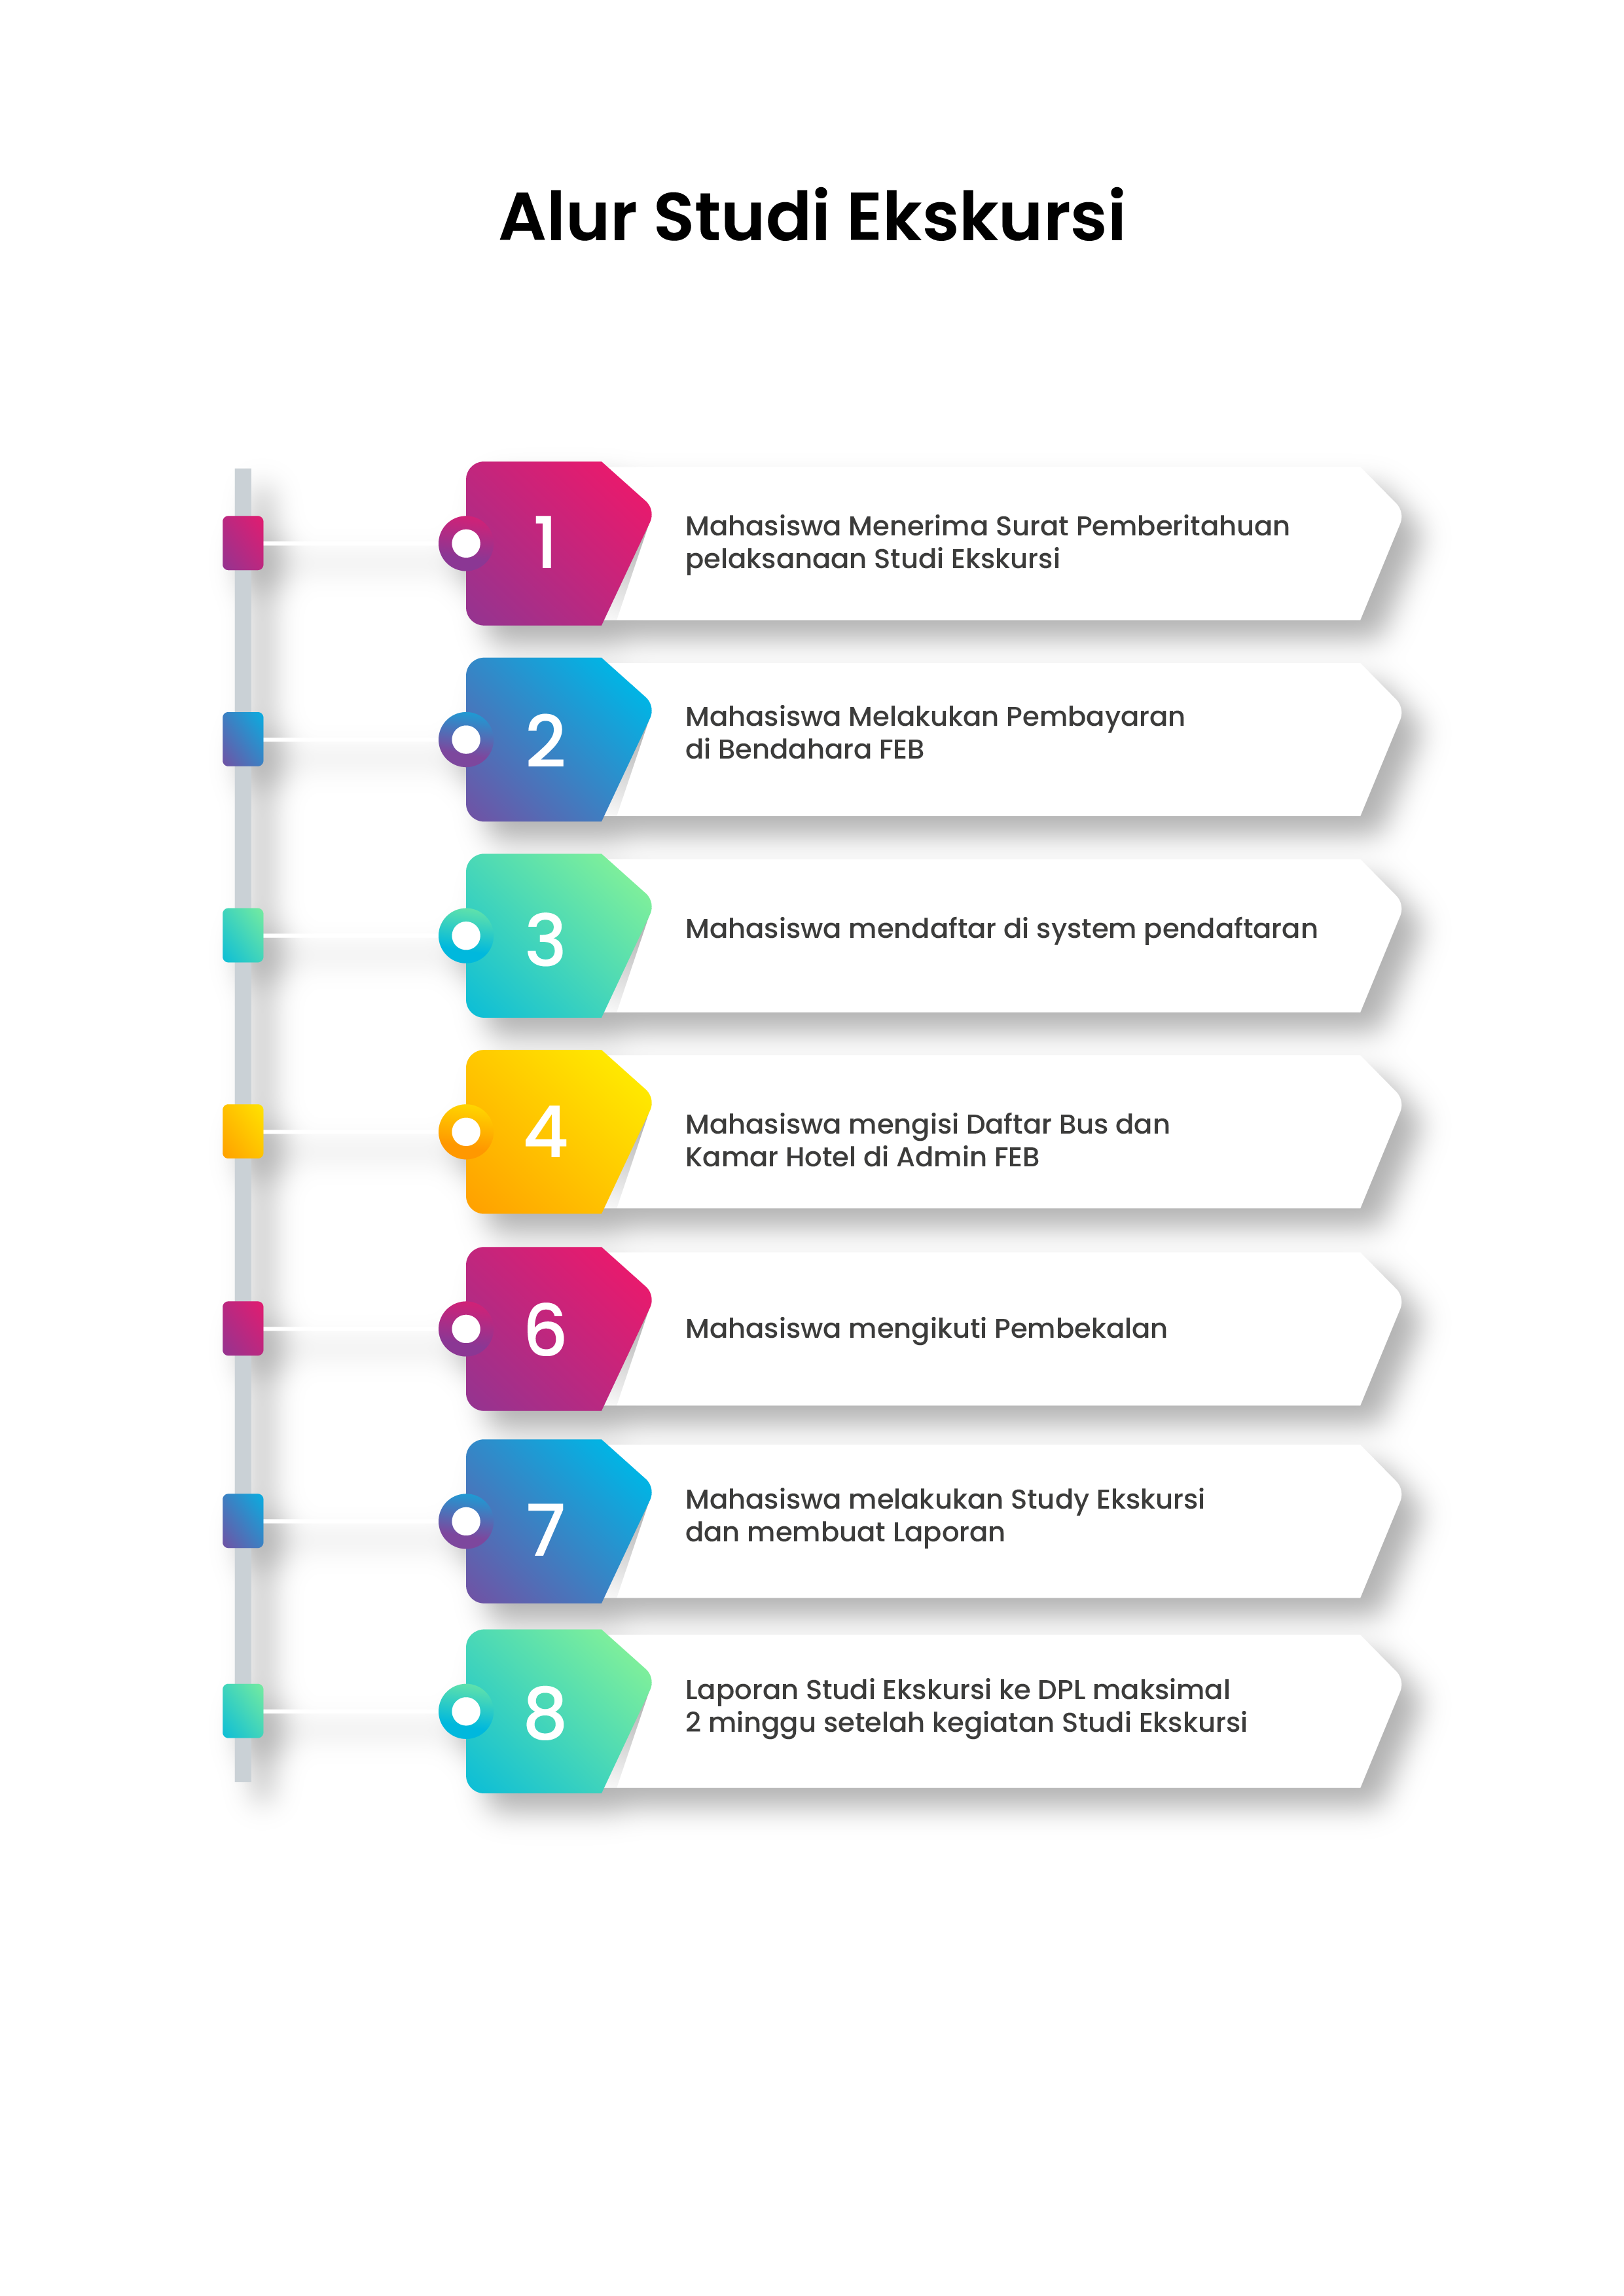 Alur Studi Ekskursi
1
Mahasiswa Menerima Surat Pemberitahuan
pelaksanaan Studi Ekskursi
2
Mahasiswa Melakukan Pembayaran
di Bendahara FEB
3
Mahasiswa mendaftar di system pendaftaran
4
Mahasiswa mengisi Daftar Bus dan
Kamar Hotel di Admin FEB
6
Mahasiswa mengikuti Pembekalan
7
Mahasiswa melakukan Study Ekskursi
dan membuat Laporan
8
Laporan Studi Ekskursi ke DPL maksimal
2 minggu setelah kegiatan Studi Ekskursi